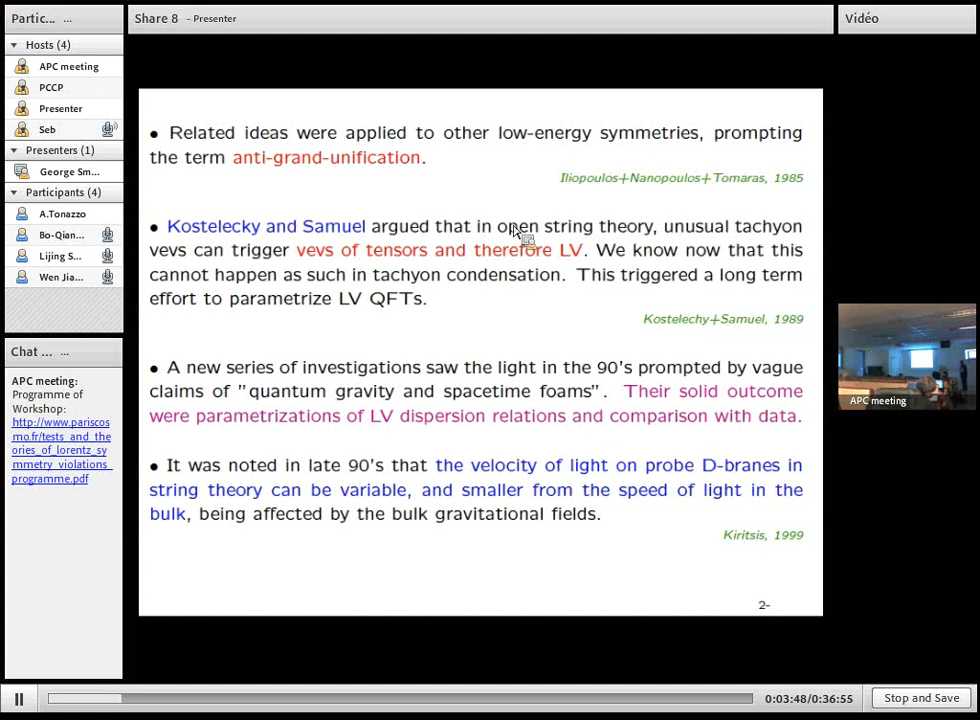 Partic... ...
Share 8 - Presenter
Vidéo
Hosts (4)
APC meeting
PCCP
Presenter
Seb
Presenters (1)
George Sm...
Participants (4)
A.Tonazzo
Bo-Qian...
Lijing S...
Wen Jia...
Chat ... ...
APC meeting:
Programme of
Workshop:
http://www.pariscos
mo.fr/tests_and_the
ories_of_lorentz_sy
mmetry_violations_
programme.pdf
• Related ideas were applied to other low-energy symmetries, prompting
the term anti-grand-unification.
Iliopoulos+Nanopoulos+Tomaras, 1985
• Kostelecky and Samuel argued that in open string theory, unusual tachyon
vevs can trigger vevs of tensors and therefore LV. We know now that this
cannot happen as such in tachyon condensation. This triggered a long term
effort to parametrize LV QFTs.
Kostelechy+Samuel, 1989
• A new series of investigations saw the light in the 90's prompted by vague
claims of "quantum gravity and spacetime foams". Their solid outcome
were parametrizations of LV dispersion relations and comparison with data.
• It was noted in late 90's that the velocity of light on probe D-branes in
string theory can be variable, and smaller from the speed of light in the
bulk, being affected by the bulk gravitational fields.
Kiritsis, 1999
2-
APC meeting
0:03:48/0:36:55
Stop and Save